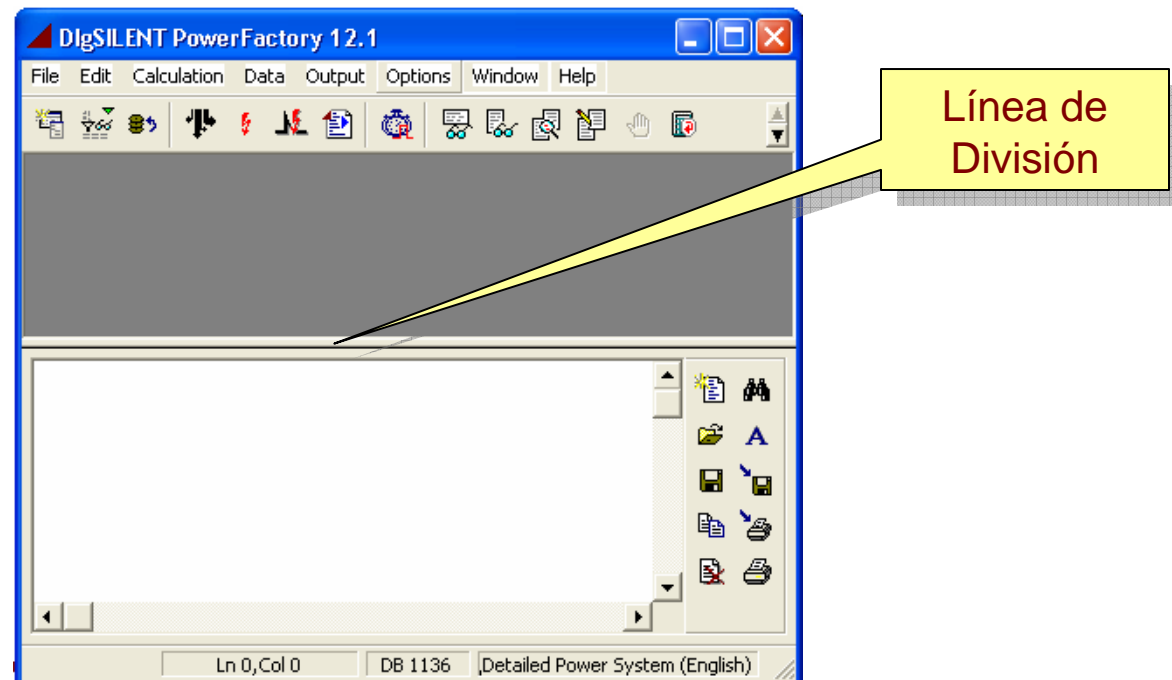 DIgSILENT PowerFactory 12.1
File Edit Calculation Data Output Options Window Help
Línea de
División
A
Ln 0,Col 0 DB 1136 ,Detailed Power System (English)